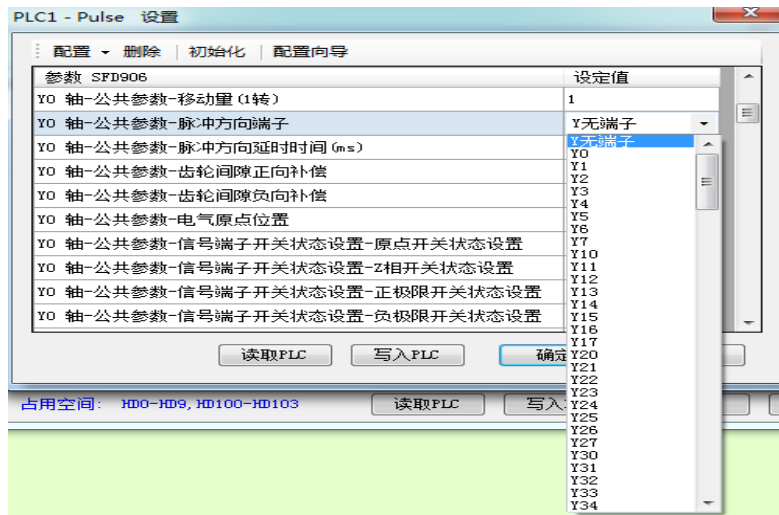 PLC1 - Pulse 设置
配置 删除 初始化 配置向导
参数 SFD906 设定值
Y0 轴-公共参数-移动量(1转) 1
Y0 轴-公共参数-脉冲方向端子 Y无端子
Y0 轴-公共参数-脉冲方向延时时间(ms)
Y0 轴-公共参数-齿轮间隙正向补偿
Y0 轴-公共参数-齿轮间隙负向补偿
Y0 轴-公共参数-电气原点位置
Y0 轴-公共参数-信号端子开关状态设置-原点开关状态设置
Y0 轴-公共参数-信号端子开关状态设置-Z相开关状态设置
Y0 轴-公共参数-信号端子开关状态设置-正极限开关状态设置
Y0 轴-公共参数-信号端子开关状态设置-负极限开关状态设置
Y无端子
Y0
Y1
Y2
Y3
Y4
Y5
Y6
Y7
Y10
Y11
Y12
Y13
Y14
Y15
Y16
Y17
Y20
Y21
Y22
Y23
Y24
Y25
Y26
Y27
Y30
Y31
Y32
Y33
Y34
读取PLC 写入PLC 确定
占用空间: HD0-HD9,HD100-HD103 读取PLC 写入